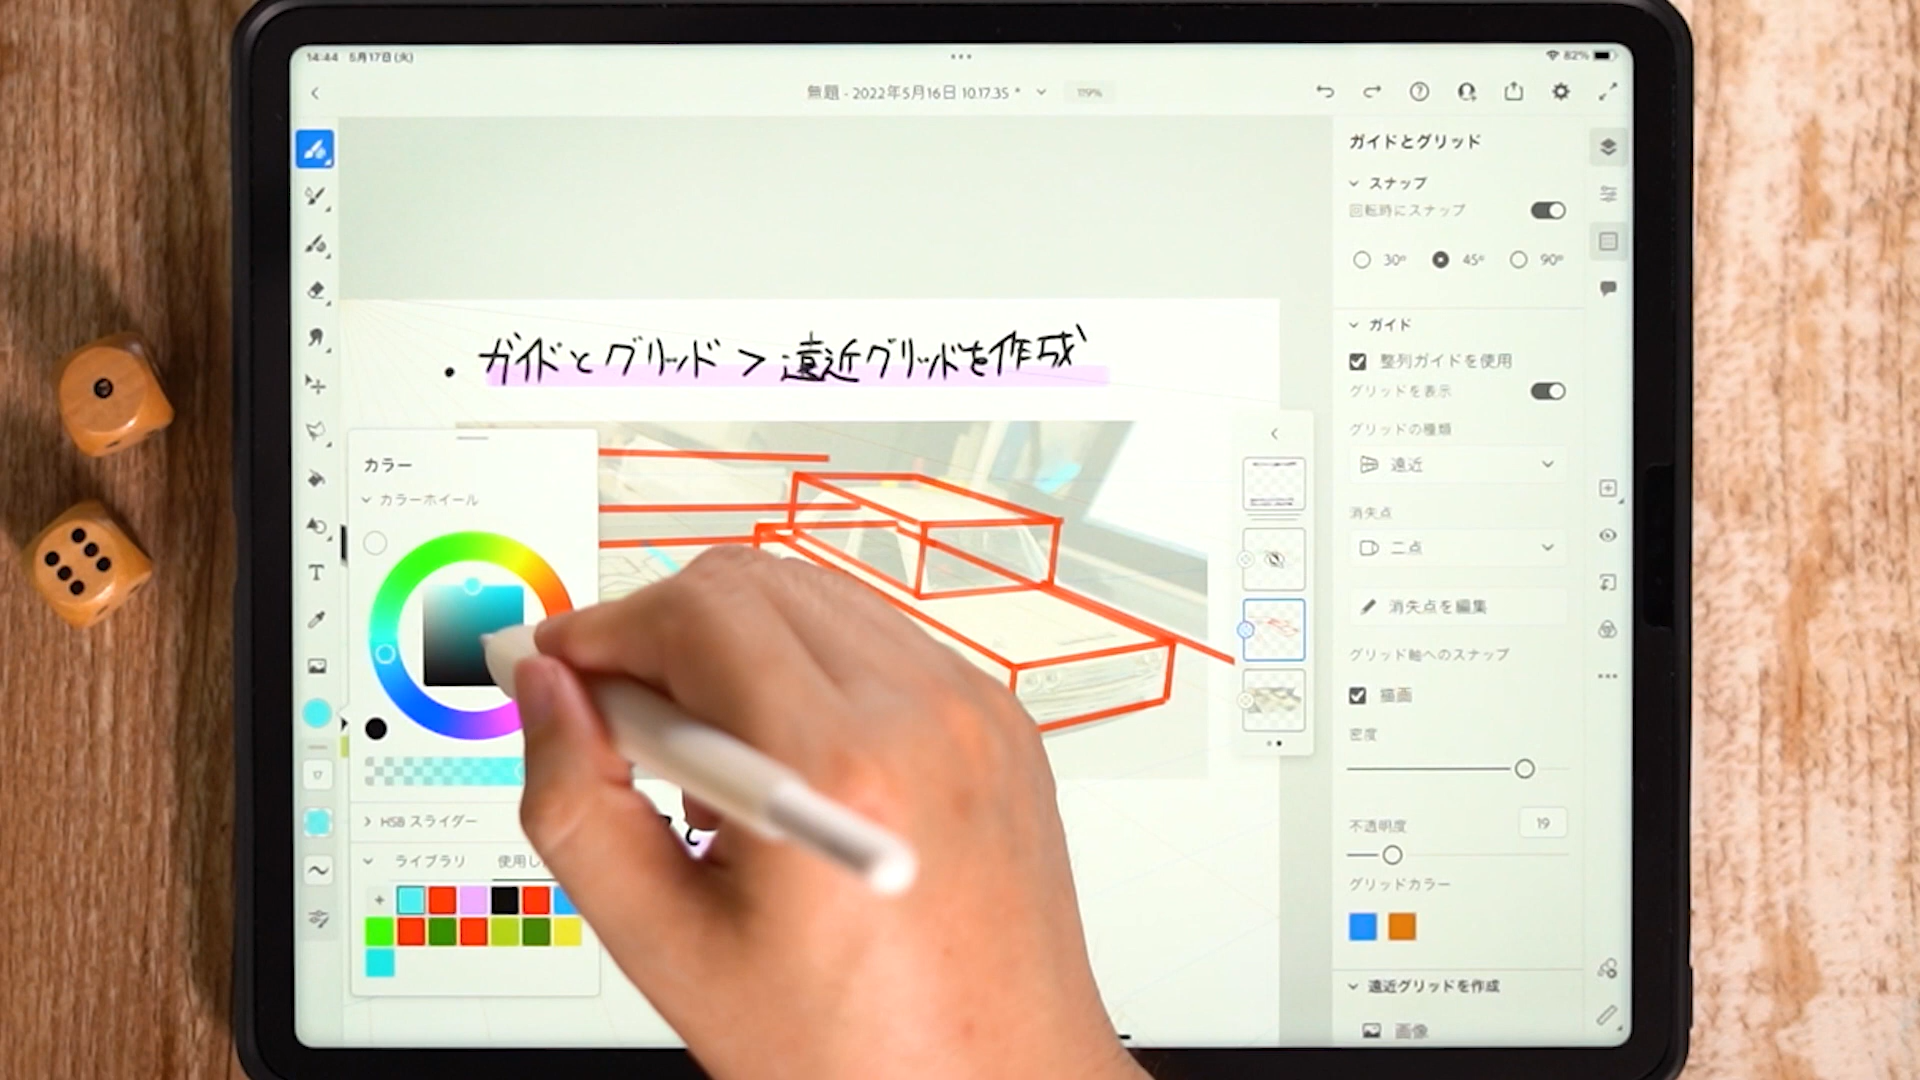 14:44 5月17日(火)
82%
無題 - 2022年5月16日 10.17.35 *
119%
ガイドとグリッド > 遠近グリッドを作成
と
カラー
カラーホイール
HSB スライダー
ライブラリ
T
ガイドとグリッド
スナップ
回転時にスナップ
30° 45° 90°
ガイド
整列ガイドを使用
グリッドを表示
グリッドの種類
遠近
消失点
二点
消失点を編集
グリッド軸へのスナップ
描画
密度
不透明度 19
グリッドカラー
遠近グリッドを作成
画像